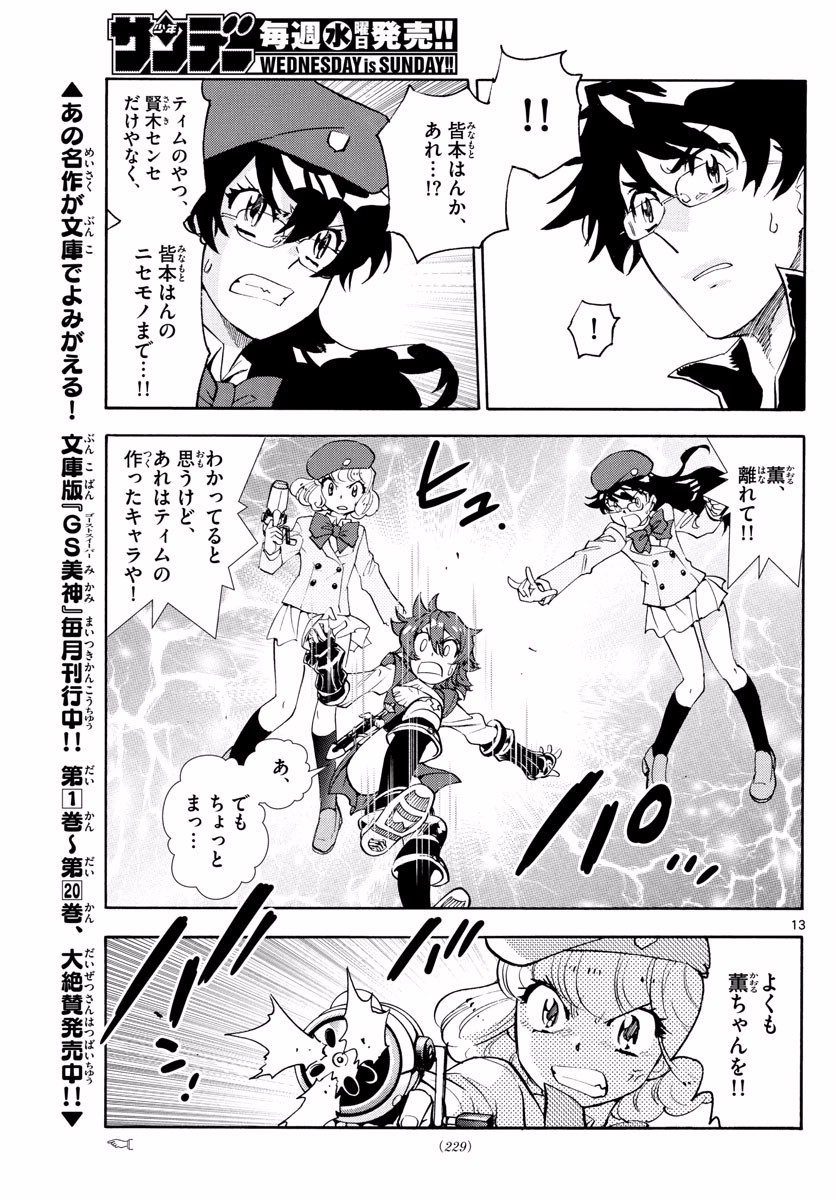 少年サンデー
毎週水曜日発売!!
WEDNESDAY is SUNDAY!!
!!
!
皆本はんか、
あれ…!?
ティムのやつ、
賢木センセ
だけやなく、
皆本はんの
ニセモノまで…!!
薫、
離れて!!
ヒュ.
わかってると
思うけど、
あれはティムの
作ったキャラや!
あ、
でも
ちょっと
まっ…
パパパ…
13
よくも
薫ちゃんを!!
▲あの名作が文庫でよみがえる! 文庫版『GS美神』毎月刊行中!! 第1巻〜第20巻、大絶賛発売中!!▼
(229)